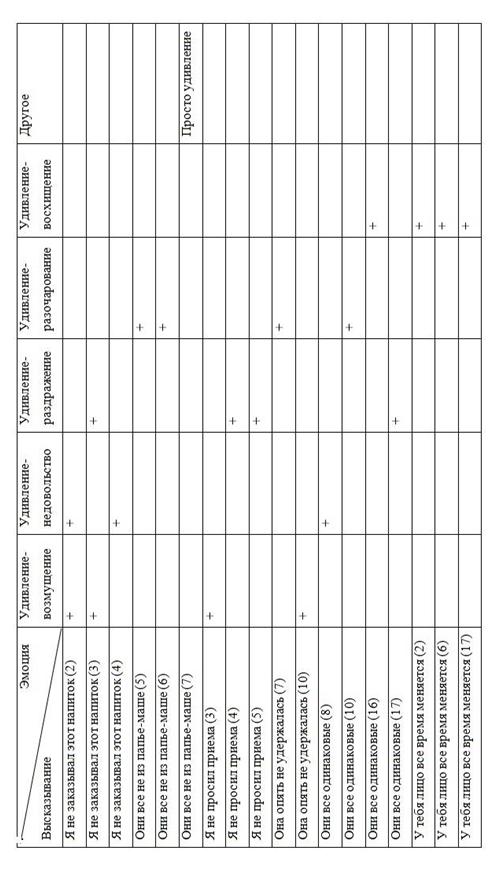 Эмоция
Высказывание
Удивление-
возмущение
Удивление-
недовольство
Удивление-
раздражение
Удивление-
разочарование
Удивление-
восхищение
Другое
Я не заказывал этот напиток (2) + +
Я не заказывал этот напиток (3) + +
Я не заказывал этот напиток (4) +
Они все не из папье-маше (5) +
Они все не из папье-маше (6) +
Они все не из папье-маше (7) Просто удивление
Я не просил приема (3) +
Я не просил приема (4) +
Я не просил приема (5) +
Она опять не удержалась (7) +
Она опять не удержалась (10) +
Они все одинаковые (8) +
Они все одинаковые (10) +
Они все одинаковые (16) +
Они все одинаковые (17) +
У тебя лицо все время меняется (2) +
У тебя лицо все время меняется (6) +
У тебя лицо все время меняется (17) +